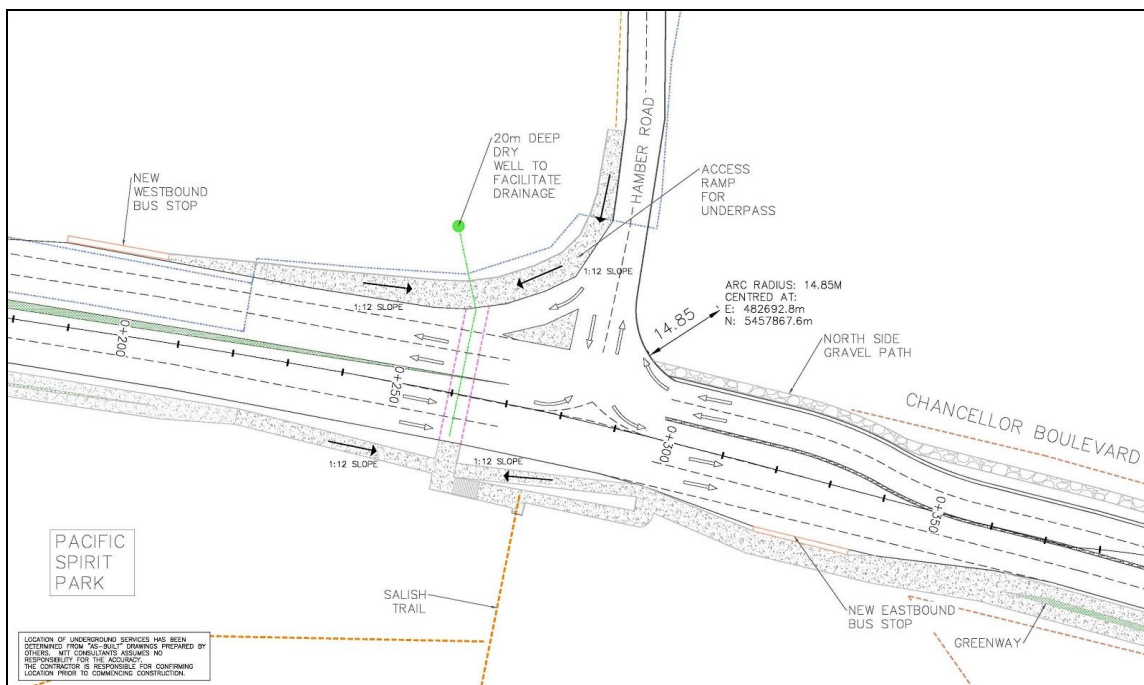 HAMBER ROAD
20m DEEP
DRY
WELL TO
FACILITATE
DRAINAGE
ACCESS
RAMP
FOR
UNDERPASS
NEW
WESTBOUND
BUS STOP
1:12 SLOPE
1:12 SLOPE
1:12 SLOPE
ARC RADIUS: 14.85M
CENTRED AT:
E: 482692.8m
N: 5457867.6m
14.85
NORTH SIDE
GRAVEL PATH
CHANCELLOR BOULEVARD
0+200
0+250
0+300
0+350
1:12 SLOPE
1:12 SLOPE
PACIFIC
SPIRIT
PARK
SALISH
TRAIL
NEW EASTBOUND
BUS STOP
GREENWAY
LOCATION OF UNDERGROUND SERVICES HAS BEEN
DETERMINED FROM "AS-BUILT" DRAWINGS PREPARED BY
OTHERS. MTT CONSULTANTS ASSUMES NO
RESPONSIBILITY FOR THE ACCURACY.
THE CONTRACTOR IS RESPONSIBLE FOR CONFIRMING
LOCATION PRIOR TO COMMENCING CONSTRUCTION.